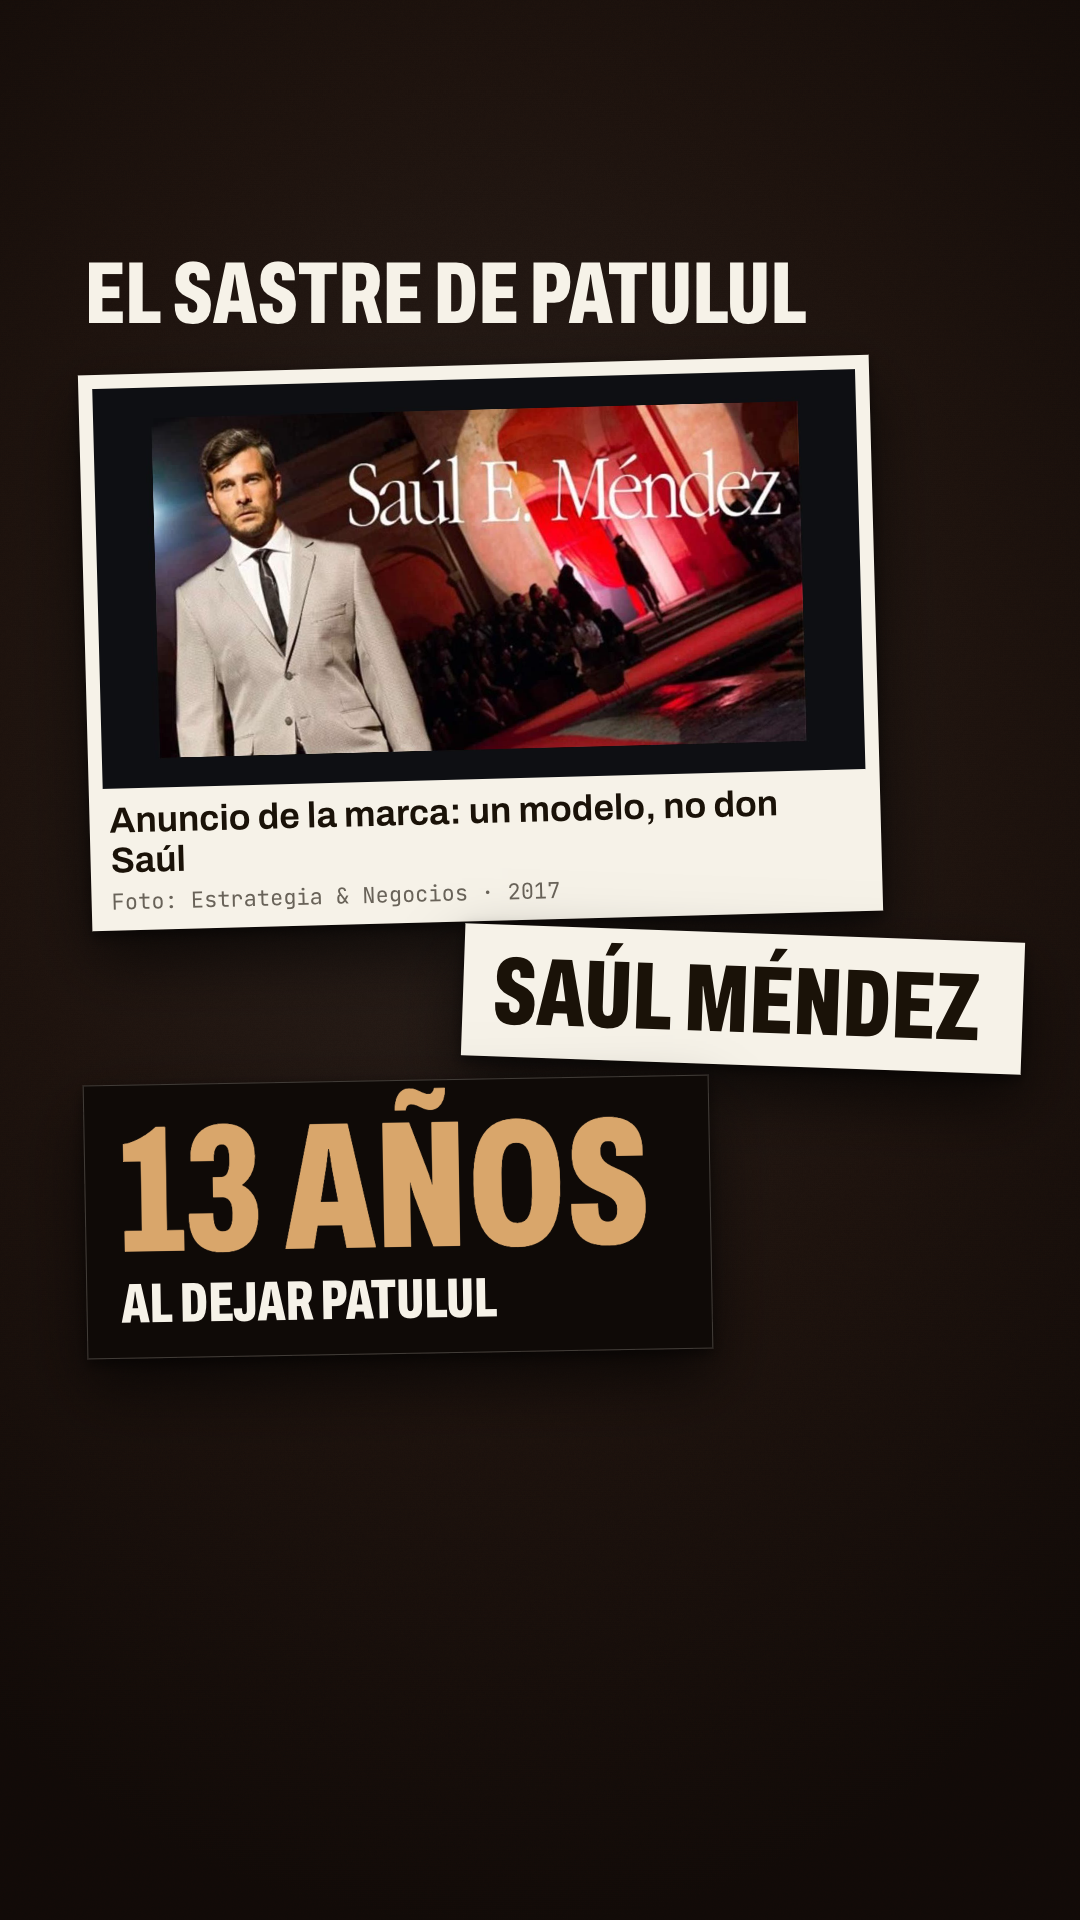 EL SASTRE DE PATULUL
Saúl E. Méndez
Anuncio de la marca: un modelo, no don
Saúl
Foto: Estrategia & Negocios · 2017
SAÚL MÉNDEZ
13 AÑOS
AL DEJAR PATULUL